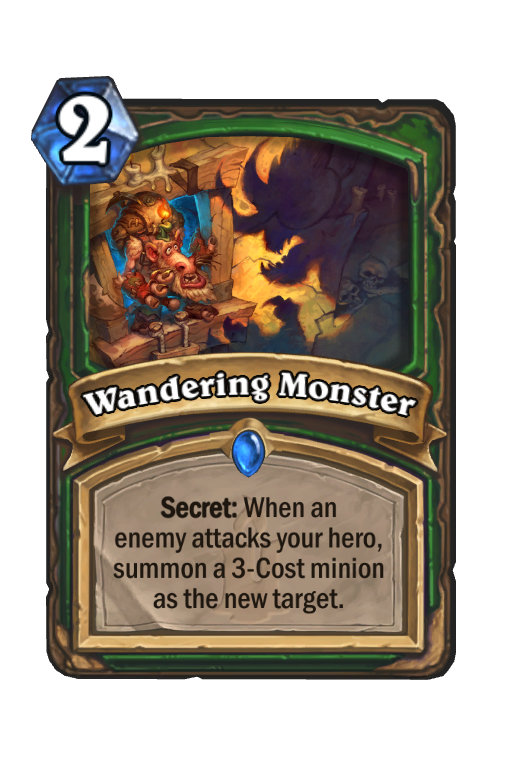 2
Wandering Monster
Secret: When an
enemy attacks your hero,
summon a 3-Cost minion
as the new target.